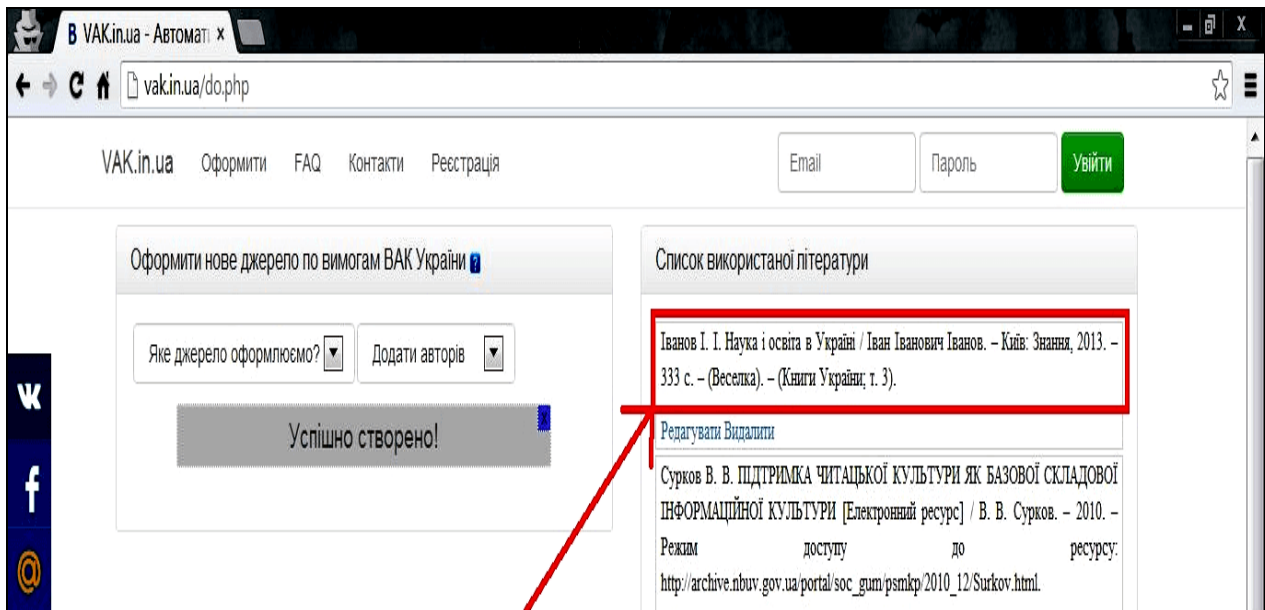 B VAK.in.ua - Автомат
vak.in.ua/do.php
VAK.in.ua Оформити FAQ Контакти Реєстрація Email Пароль Увійти
Оформити нове джерело по вимогам ВАК України ?
Яке джерело оформлюємо? Додати авторів
Успішно створено!
Список використаної літератури
Іванов І. І. Наука і освіта в Україні / Іван Іванович Іванов. – Київ: Знання, 2013. –
333 с. – (Веселка). – (Книги України; т. 3).
Редагувати Видалити
Сурков В. В. ПІДТРИМКА ЧИТАЦЬКОЇ КУЛЬТУРИ ЯК БАЗОВОЇ СКЛАДОВОЇ
ІНФОРМАЦІЙНОЇ КУЛЬТУРИ [Електронний ресурс] / В. В. Сурков. – 2010. –
Режим доступу до ресурсу:
http://archive.nbuv.gov.ua/portal/soc_gum/psmkp/2010_12/Surkov.html.